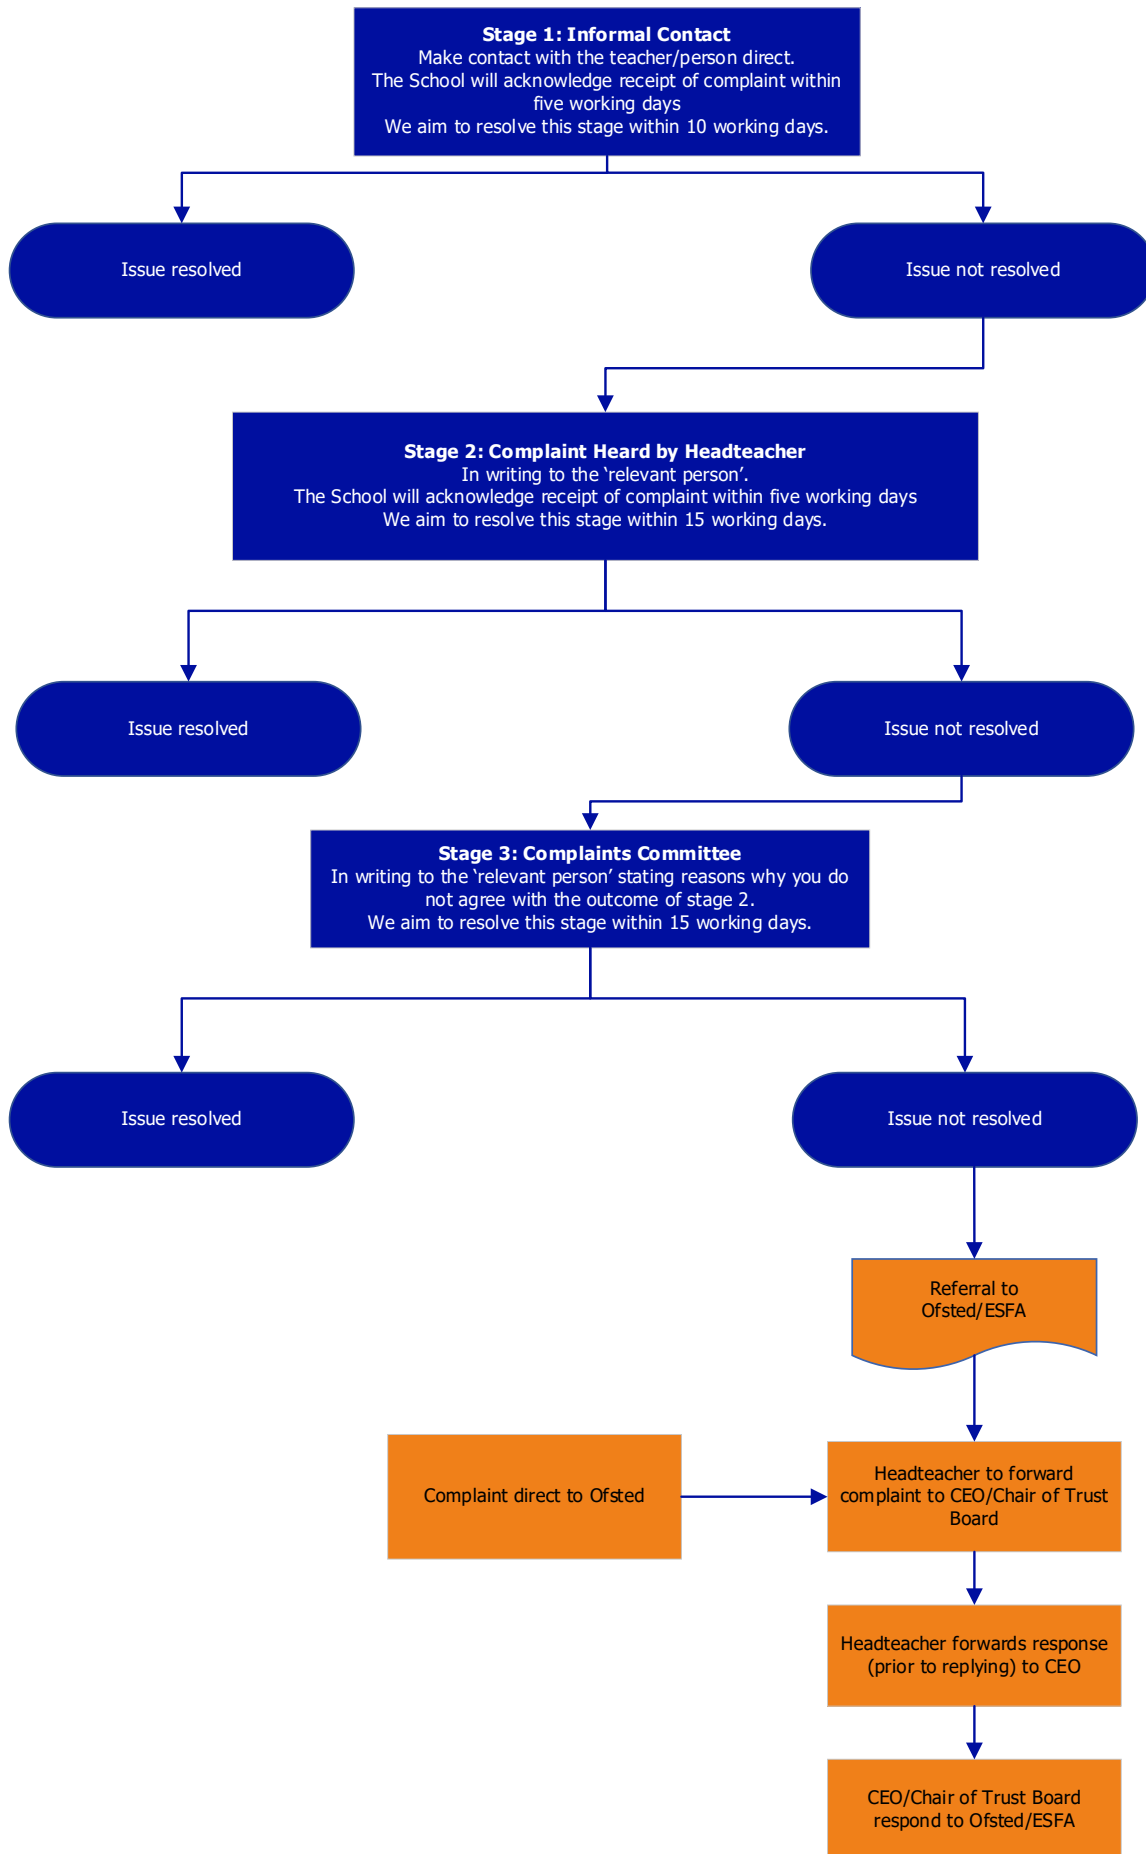 Stage 1: Informal Contact
Make contact with the teacher/person direct.
The School will acknowledge receipt of complaint within
five working days
We aim to resolve this stage within 10 working days.
Issue resolved
Issue not resolved
Stage 2: Complaint Heard by Headteacher
In writing to the ‘relevant person’.
The School will acknowledge receipt of complaint within five working days
We aim to resolve this stage within 15 working days.
Issue resolved
Issue not resolved
Stage 3: Complaints Committee
In writing to the ‘relevant person’ stating reasons why you do
not agree with the outcome of stage 2.
We aim to resolve this stage within 15 working days.
Issue resolved
Issue not resolved
Referral to
Ofsted/ESFA
Complaint direct to Ofsted
Headteacher to forward
complaint to CEO/Chair of Trust
Board
Headteacher forwards response
(prior to replying) to CEO
CEO/Chair of Trust Board
respond to Ofsted/ESFA